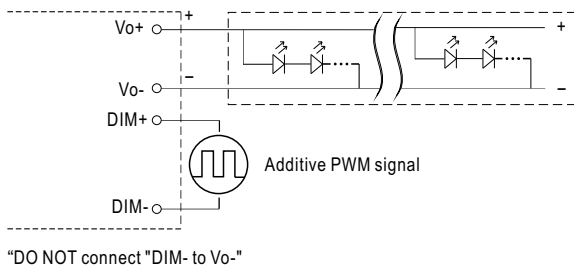 Vo+
+
+
Vo-
–
–
DIM+
Additive PWM signal
DIM-
“DO NOT connect "DIM- to Vo-"